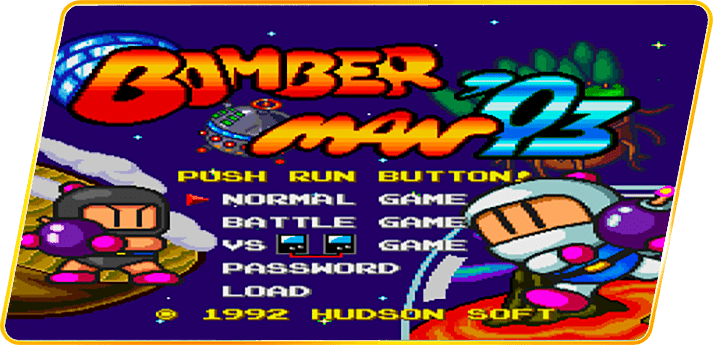 BOMBER
MAN '93
PUSH RUN BUTTON!
NORMAL GAME
BATTLE GAME
VS GAME
PASSWORD
LOAD
© 1992 HUDSON SOFT